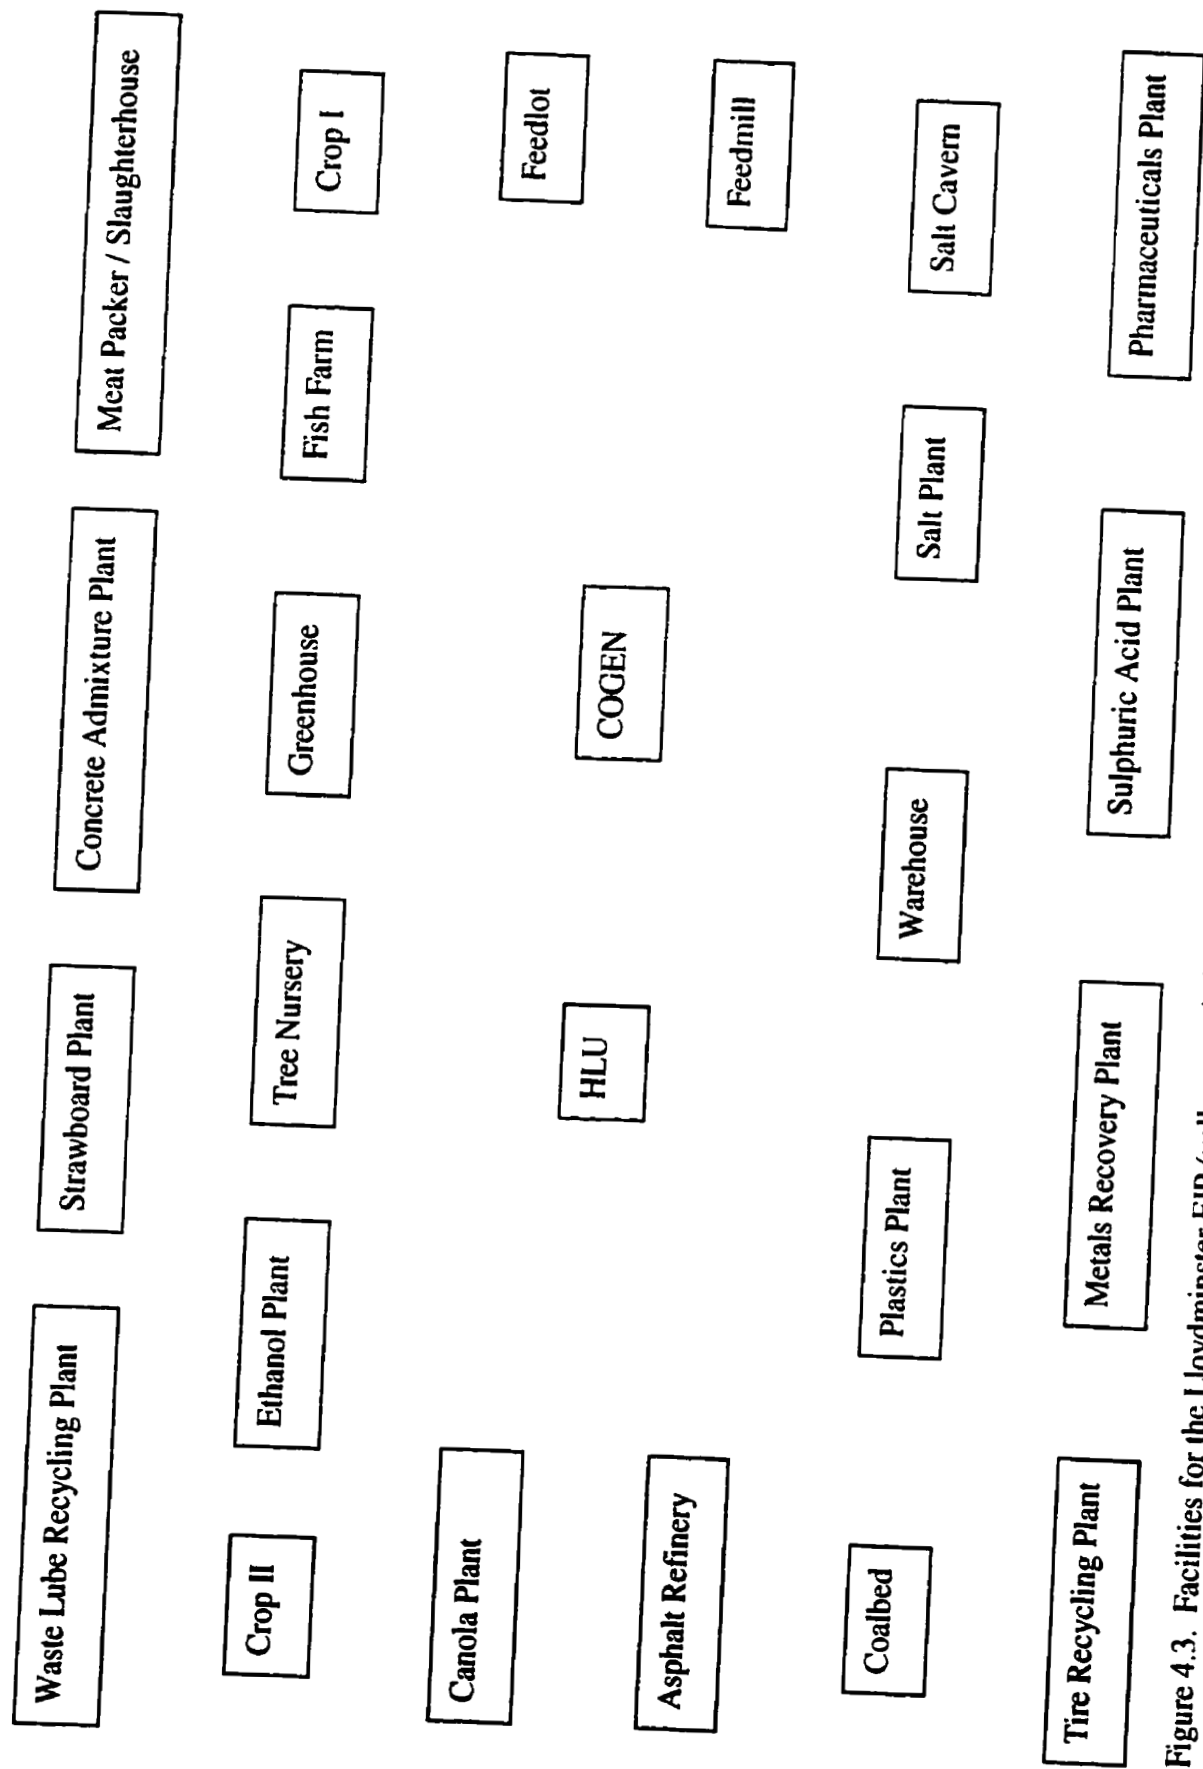 Waste Lube Recycling Plant
Strawboard Plant
Concrete Admixture Plant
Meat Packer / Slaughterhouse
Crop II
Ethanol Plant
Tree Nursery
Greenhouse
Fish Farm
Crop I
Canola Plant
Feedlot
HLU
COGEN
Asphalt Refinery
Feedmill
Coalbed
Plastics Plant
Warehouse
Salt Plant
Salt Cavern
Tire Recycling Plant
Metals Recovery Plant
Sulphuric Acid Plant
Pharmaceuticals Plant
Figure 4.3. Facilities for the Lloydminster EIP